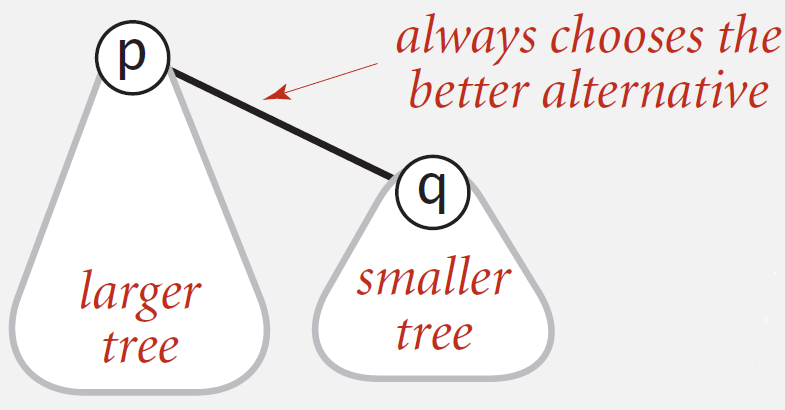 p
always chooses the
better alternative
q
larger
tree
smaller
tree